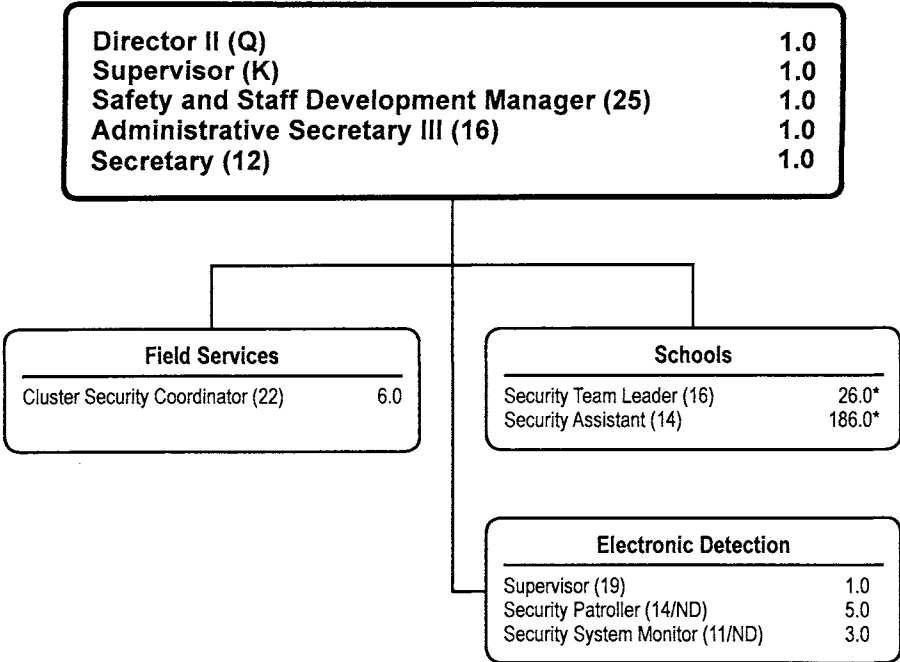 Director II (Q) 1.0
Supervisor (K) 1.0
Safety and Staff Development Manager (25) 1.0
Administrative Secretary III (16) 1.0
Secretary (12) 1.0
Field Services
Cluster Security Coordinator (22) 6.0
Schools
Security Team Leader (16) 26.0*
Security Assistant (14) 186.0*
Electronic Detection
Supervisor (19) 1.0
Security Patroller (14/ND) 5.0
Security System Monitor (11/ND) 3.0